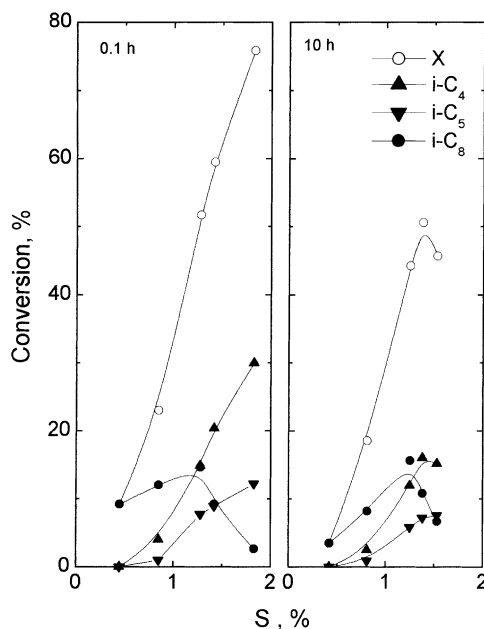 80
60
40
20
0
Conversion, %
0.1 h
10 h
X
i-C₄
i-C₅
i-C₈
0 1 2 0 1 2
S , %